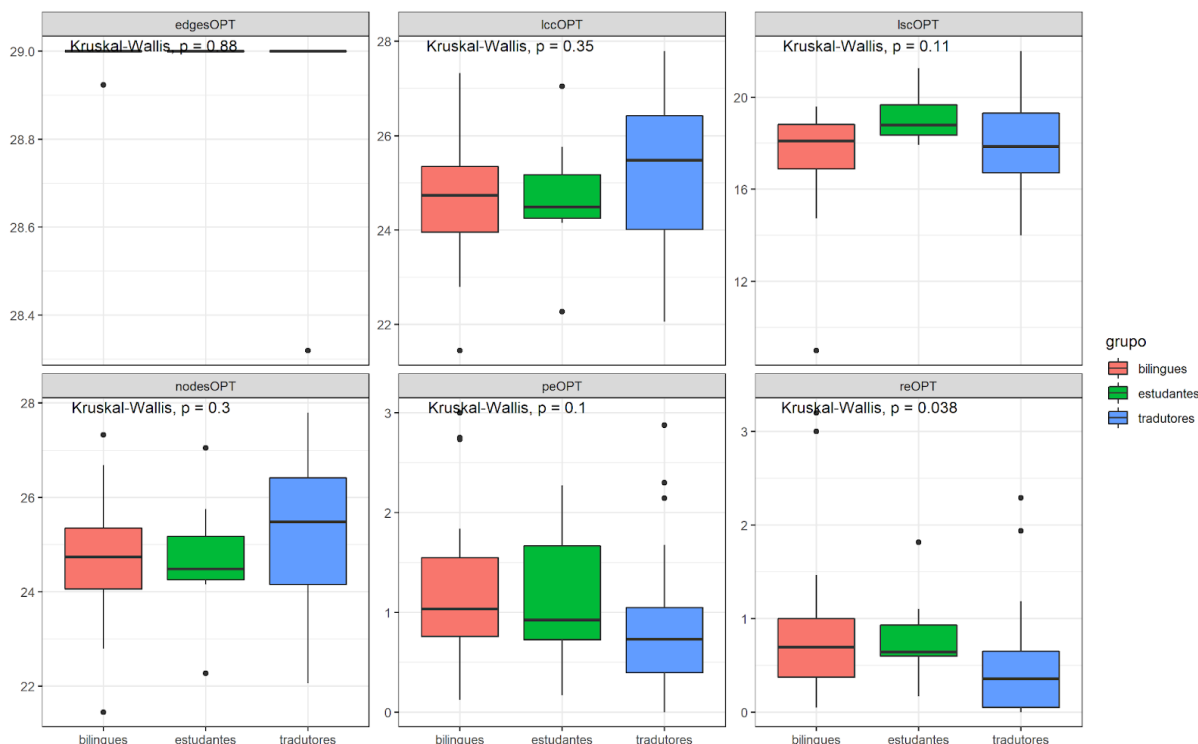 edgesOPT
lccOPT
lscOPT
Kruskal-Wallis, p = 0.88
Kruskal-Wallis, p = 0.35
Kruskal-Wallis, p = 0.11
29.0
28.8
28.6
28.4
28
26
24
22
20
16
12
nodesOPT
peOPT
reOPT
Kruskal-Wallis, p = 0.3
Kruskal-Wallis, p = 0.1
Kruskal-Wallis, p = 0.038
28
26
24
22
3
2
1
0
3
2
1
0
bilingues estudantes tradutores
bilingues estudantes tradutores
bilingues estudantes tradutores
grupo
bilingues
estudantes
tradutores